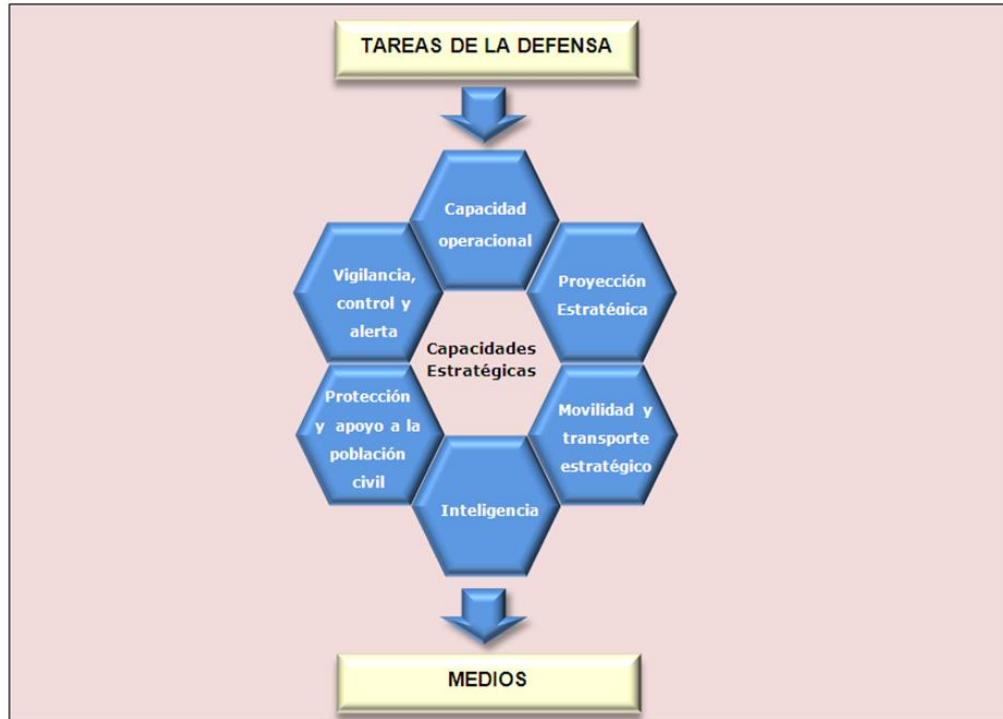 TAREAS DE LA DEFENSA
Capacidad
operacional
Vigilancia,
control y
alerta
Proyección
Estratégica
Capacidades
Estratégicas
Protección
y apoyo a la
población
civil
Movilidad y
transporte
estratégico
Inteligencia
MEDIOS